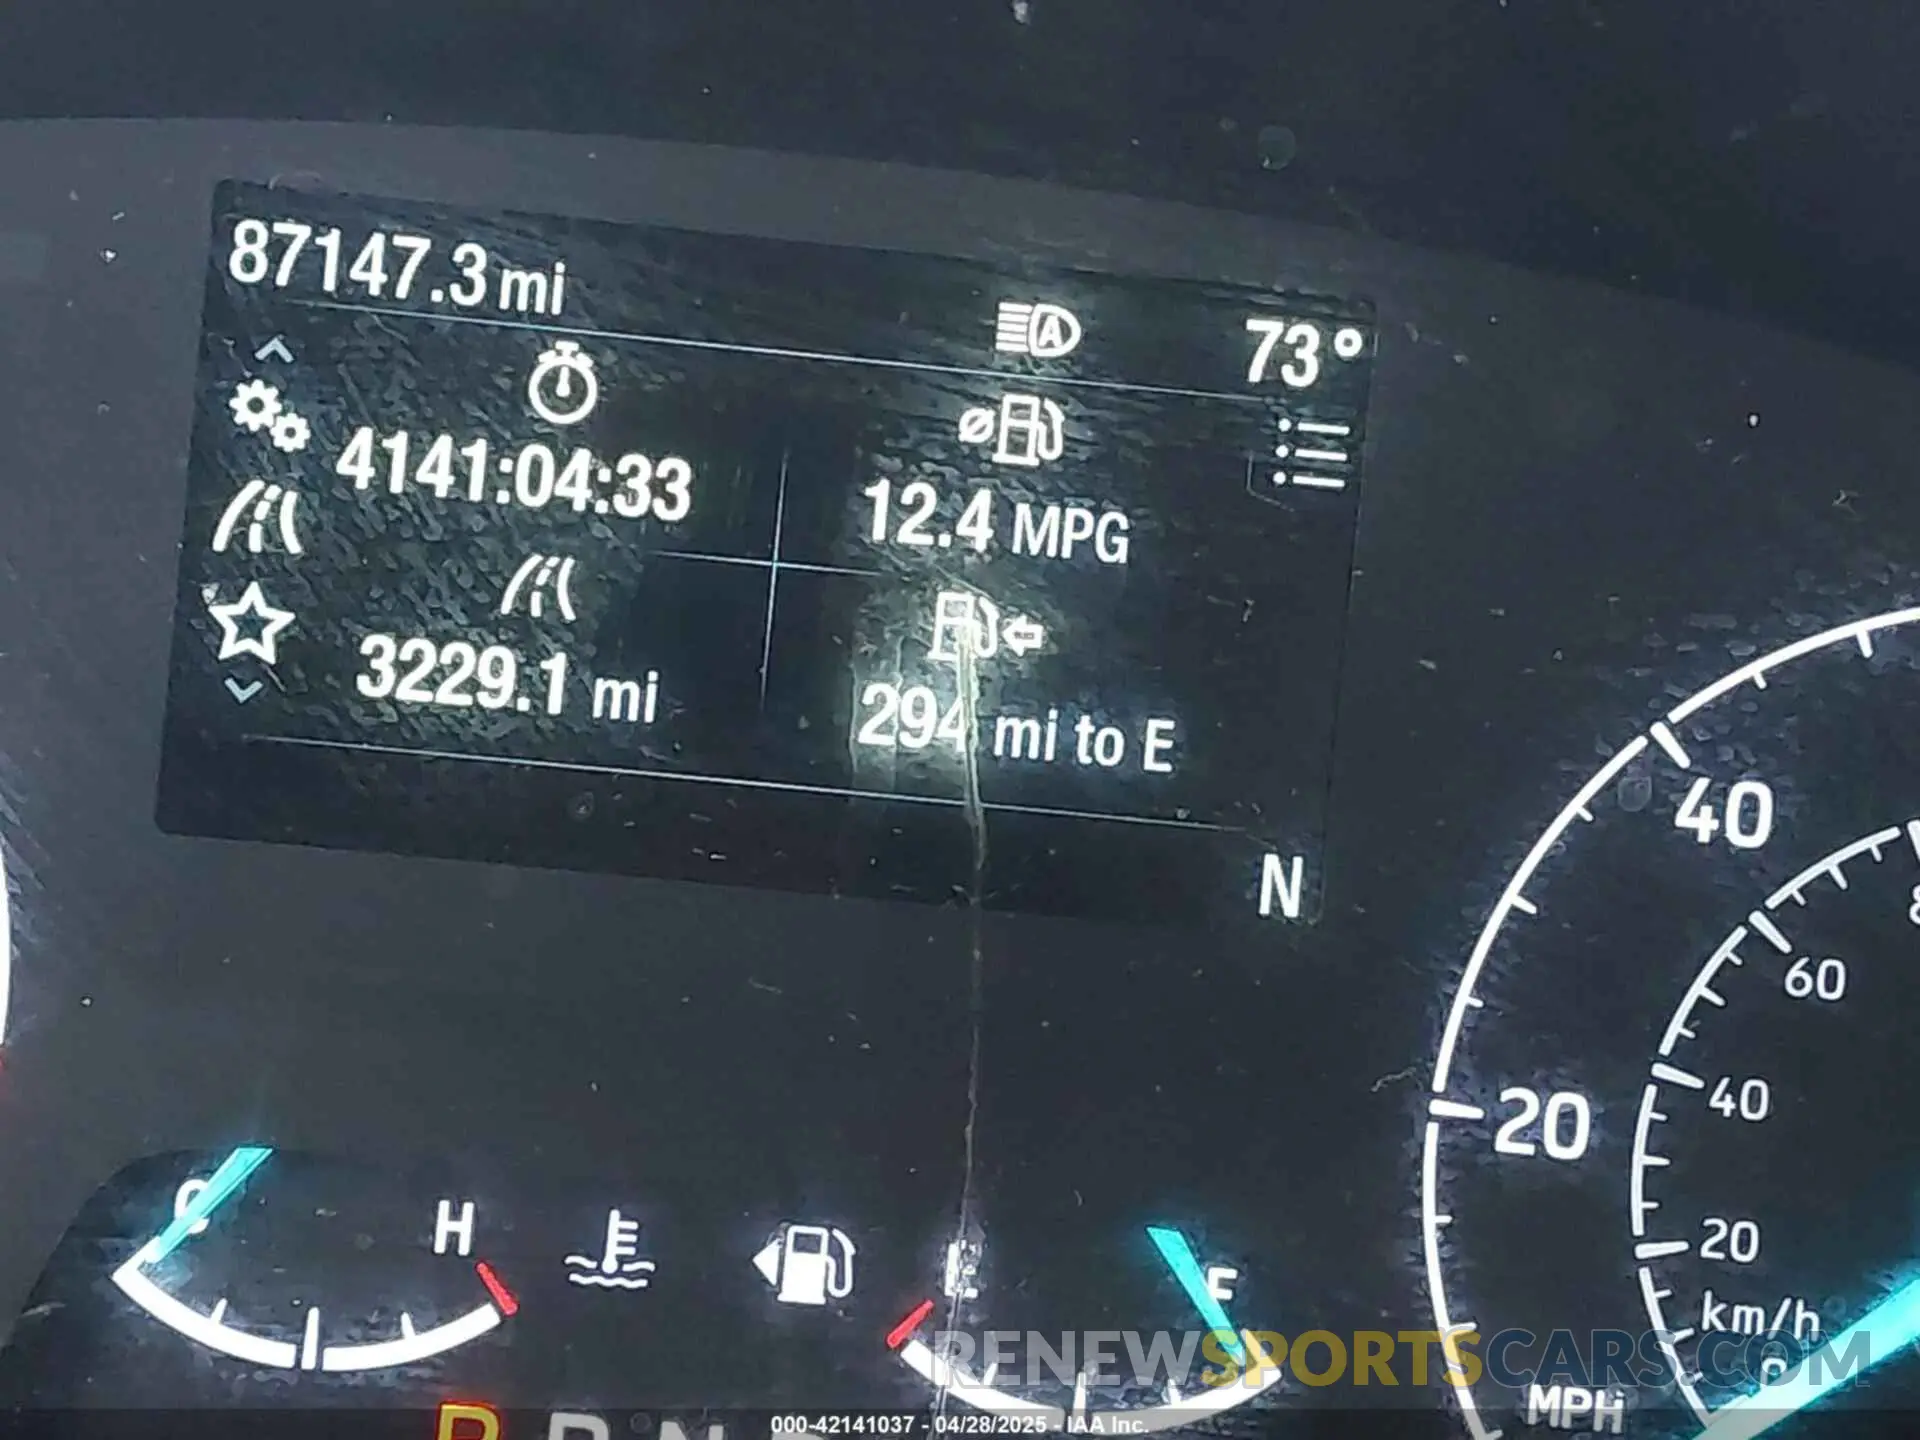 87147.3 mi
A
73°
4141:04:33
12.4 MPG
3229.1 mi
294 mi to E
N
40
60
40
20
20
km/h
0
MPH
C
H
E
F
P R N
RENEWSPORTSCARS.COM
000-42141037 - 04/28/2025 - IAA Inc.